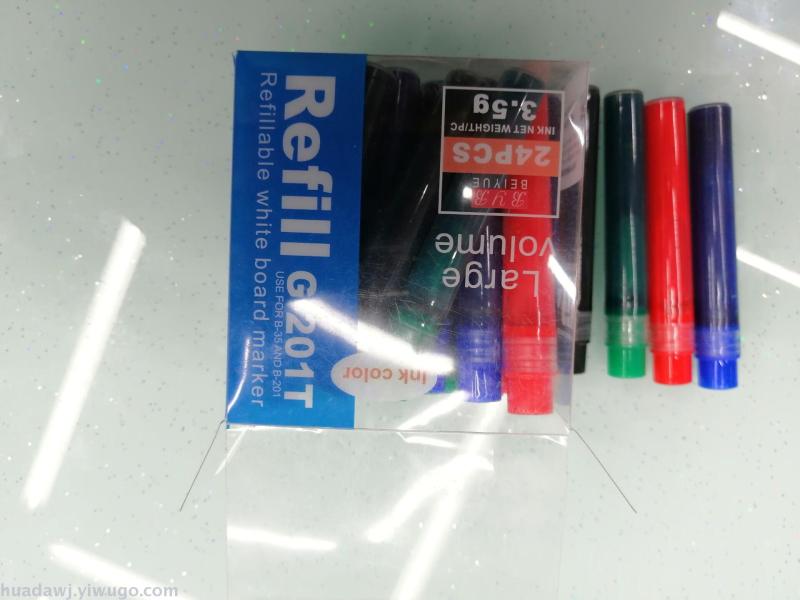 Refill G-201T
USE FOR B-35 AND B-201
Refillable white board marker
Large
volume
BYB
BEIYUE
24PCS
INK NET WEIGHT/PC
3.5g
Ink color
huadawj.yiwugo.com